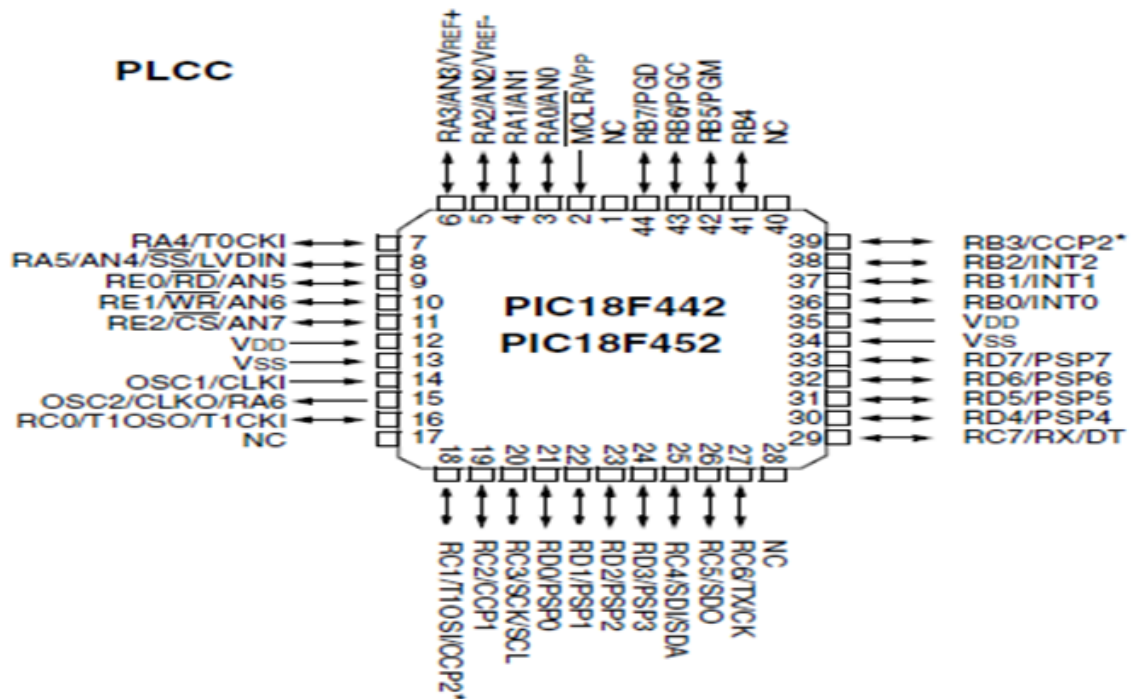 PLCC
RA3/AN3/VREF+
RA2/AN2/VREF-
RA1/AN1
RA0/AN0
MCLR/VPP
NC
RB7/PGD
RB6/PGC
RB5/PGM
RB4
NC
6 5 4 3 2 1 44 43 42 41 40
RA4/T0CKI 7
RA5/AN4/SS/LVDIN 8
RE0/RD/AN5 9
RE1/WR/AN6 10
RE2/CS/AN7 11
VDD 12
VSS 13
OSC1/CLKI 14
OSC2/CLKO/RA6 15
RC0/T1OSO/T1CKI 16
NC 17
PIC18F442
PIC18F452
39 RB3/CCP2*
38 RB2/INT2
37 RB1/INT1
36 RB0/INT0
35 VDD
34 VSS
33 RD7/PSP7
32 RD6/PSP6
31 RD5/PSP5
30 RD4/PSP4
29 RC7/RX/DT
18 19 20 21 22 23 24 25 26 27 28
RC1/T1OSI/CCP2*
RC2/CCP1
RC3/SCK/SCL
RD0/PSP0
RD1/PSP1
RD2/PSP2
RD3/PSP3
RC4/SDI/SDA
RC5/SDO
RC6/TX/CK
NC